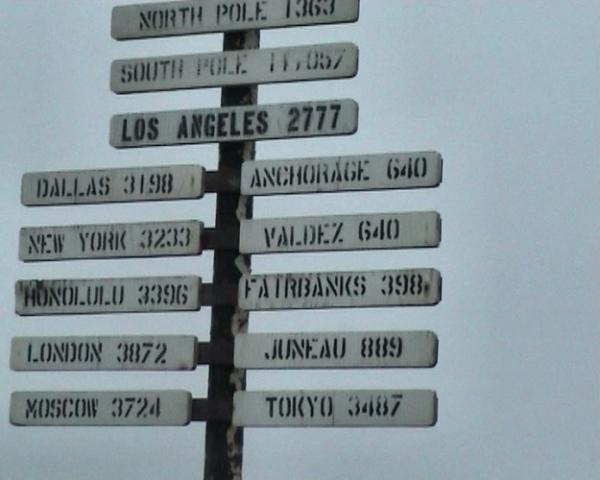 NORTH POLE 1363
SOUTH POLE 11,057
LOS ANGELES 2777
DALLAS 3198
ANCHORAGE 640
NEW YORK 3233
VALDEZ 640
HONOLULU 3396
FAIRBANKS 398
LONDON 3872
JUNEAU 889
MOSCOW 3724
TOKYO 3487